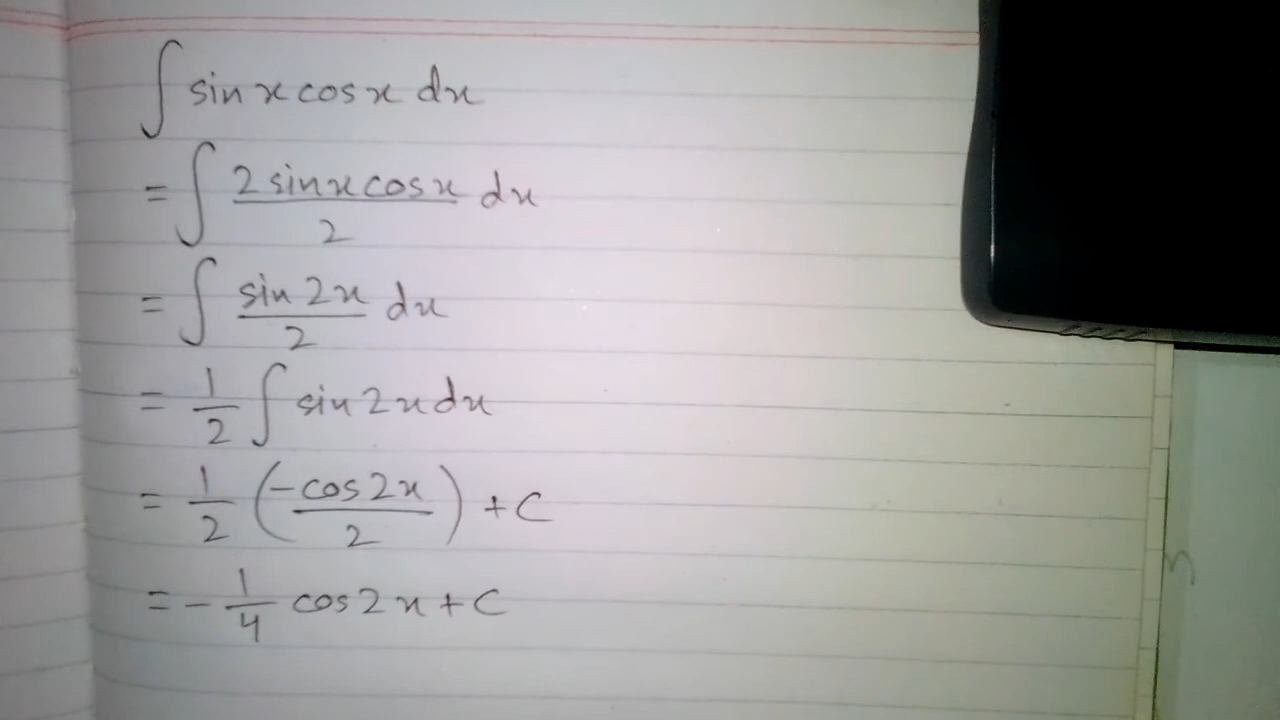 ∫ sin x cos x dx
= ∫ 2 sin x cos x / 2 dx
= ∫ sin 2x / 2 dx
= 1/2 ∫ sin 2x dx
= 1/2 (-cos 2x / 2) + C
= - 1/4 cos 2x + C